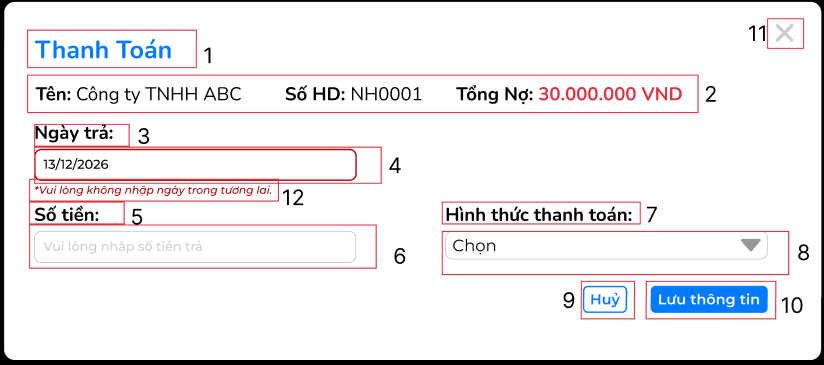 Thanh Toán 1
11
Tên: Công ty TNHH ABC Số HD: NH0001 Tổng Nợ: 30.000.000 VND 2
Ngày trả: 3
13/12/2026 4
*Vui lòng không nhập ngày trong tương lai. 12
Số tiền: 5
Hình thức thanh toán: 7
Vui lòng nhập số tiền trả 6
Chọn 8
9 Huỷ Lưu thông tin 10